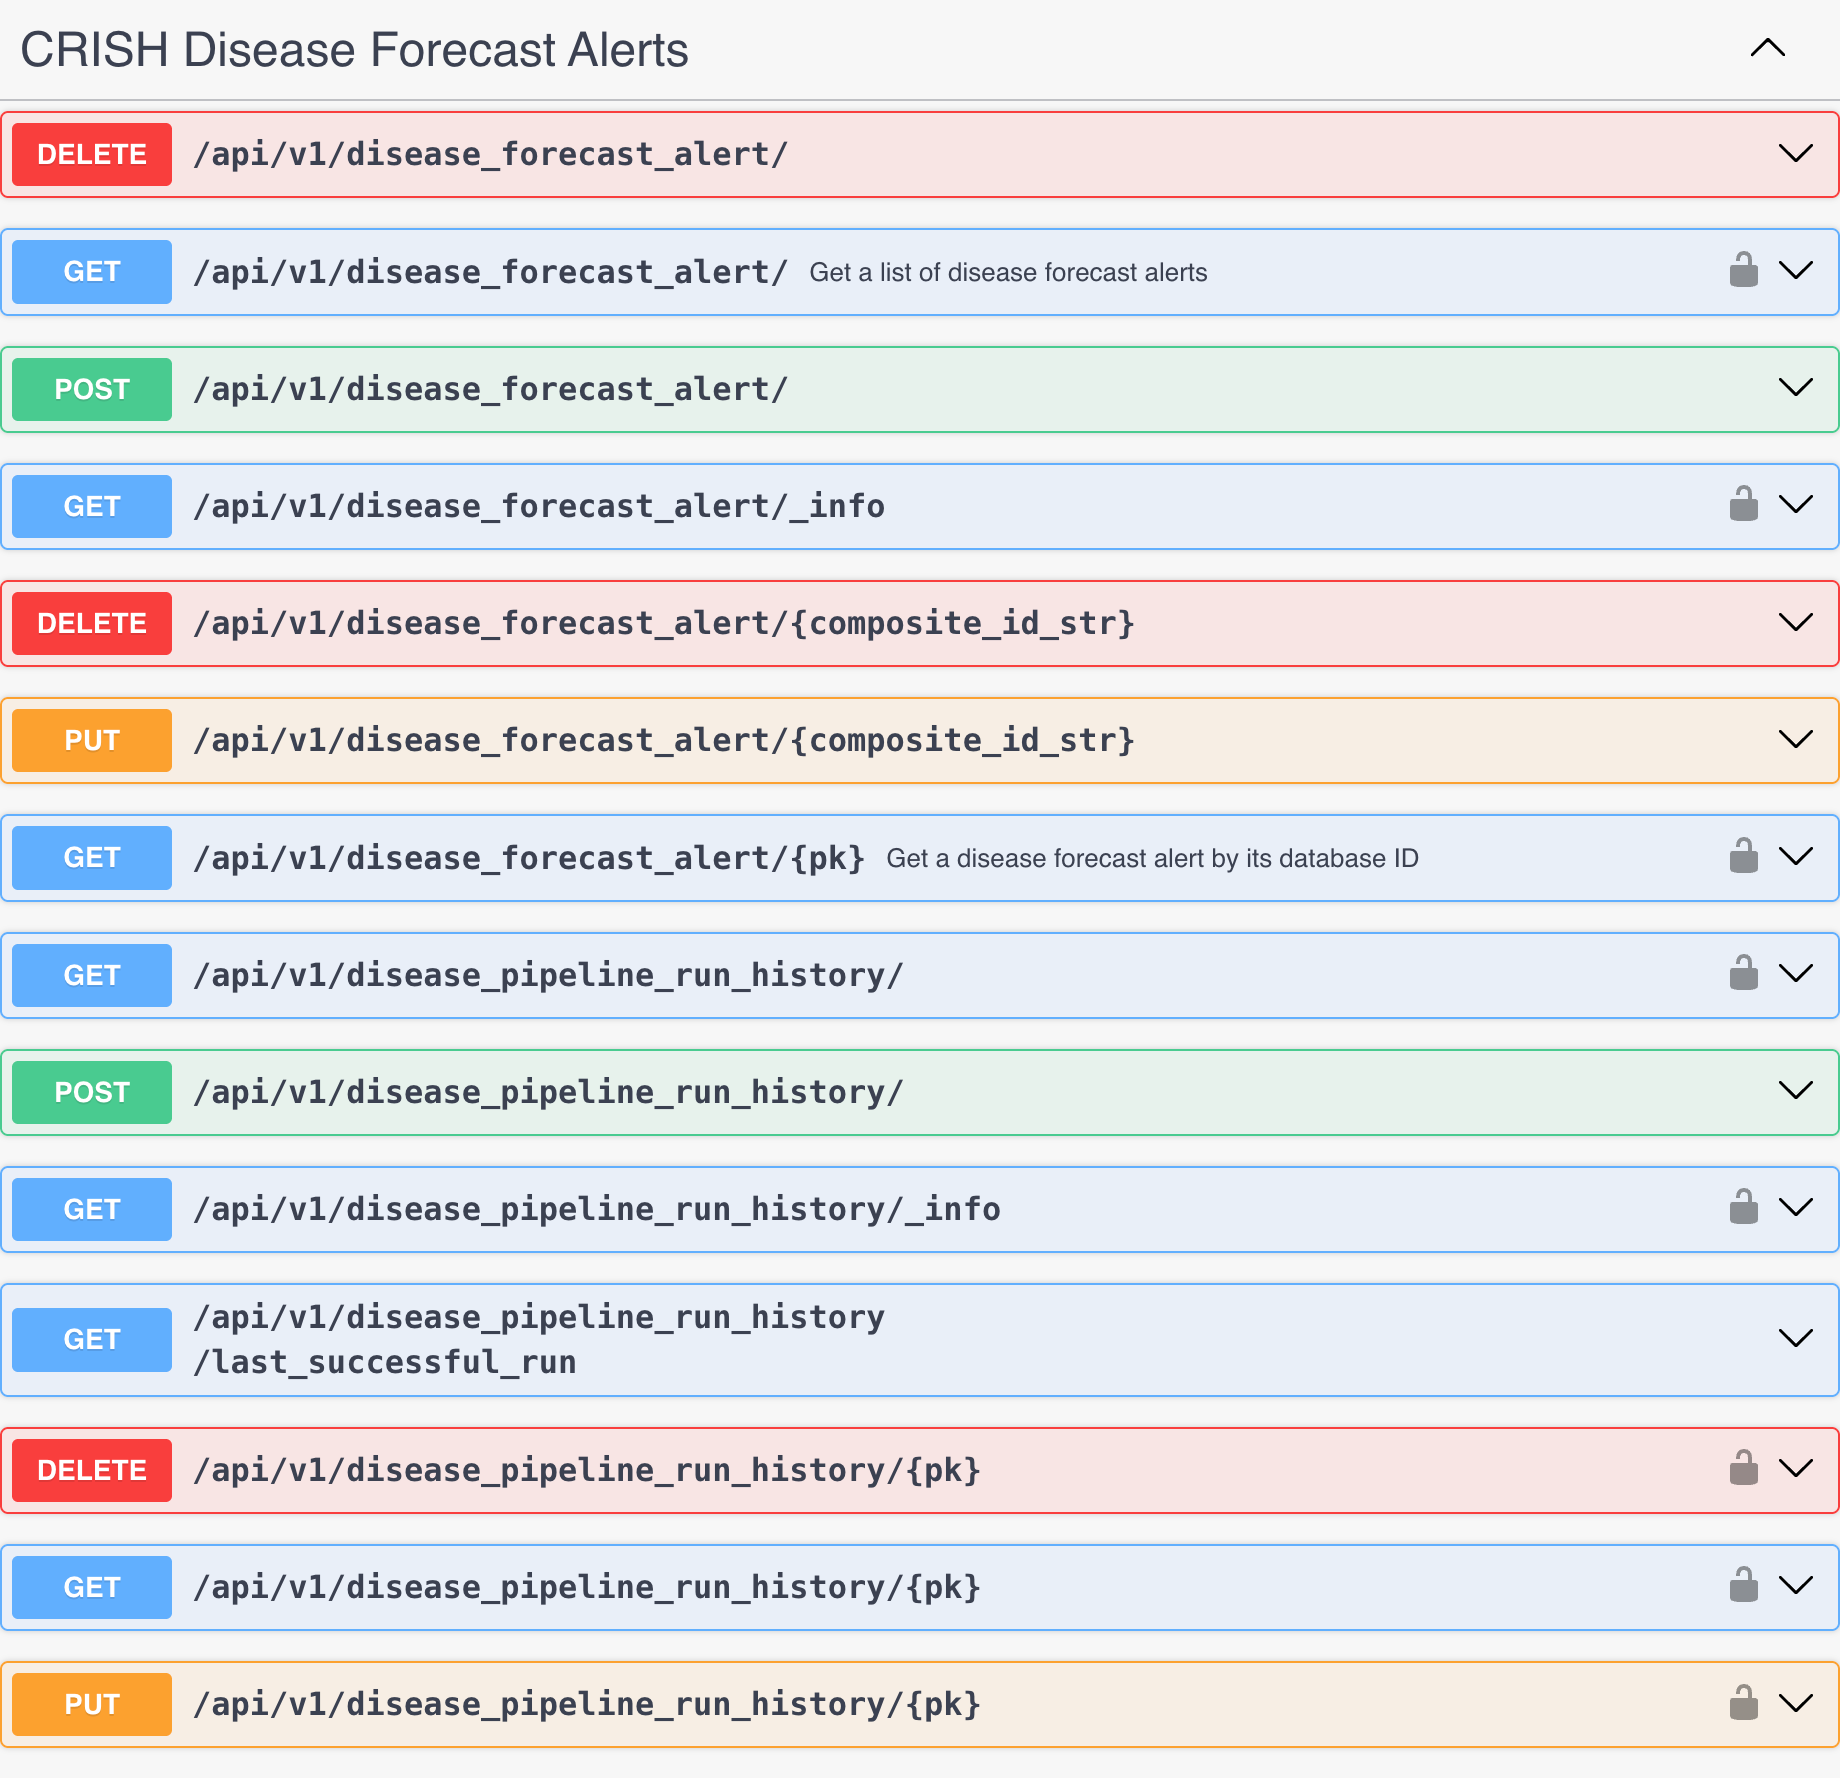 CRISH Disease Forecast Alerts
DELETE /api/v1/disease_forecast_alert/
GET /api/v1/disease_forecast_alert/ Get a list of disease forecast alerts
POST /api/v1/disease_forecast_alert/
GET /api/v1/disease_forecast_alert/_info
DELETE /api/v1/disease_forecast_alert/{composite_id_str}
PUT /api/v1/disease_forecast_alert/{composite_id_str}
GET /api/v1/disease_forecast_alert/{pk} Get a disease forecast alert by its database ID
GET /api/v1/disease_pipeline_run_history/
POST /api/v1/disease_pipeline_run_history/
GET /api/v1/disease_pipeline_run_history/_info
GET /api/v1/disease_pipeline_run_history
/last_successful_run
DELETE /api/v1/disease_pipeline_run_history/{pk}
GET /api/v1/disease_pipeline_run_history/{pk}
PUT /api/v1/disease_pipeline_run_history/{pk}